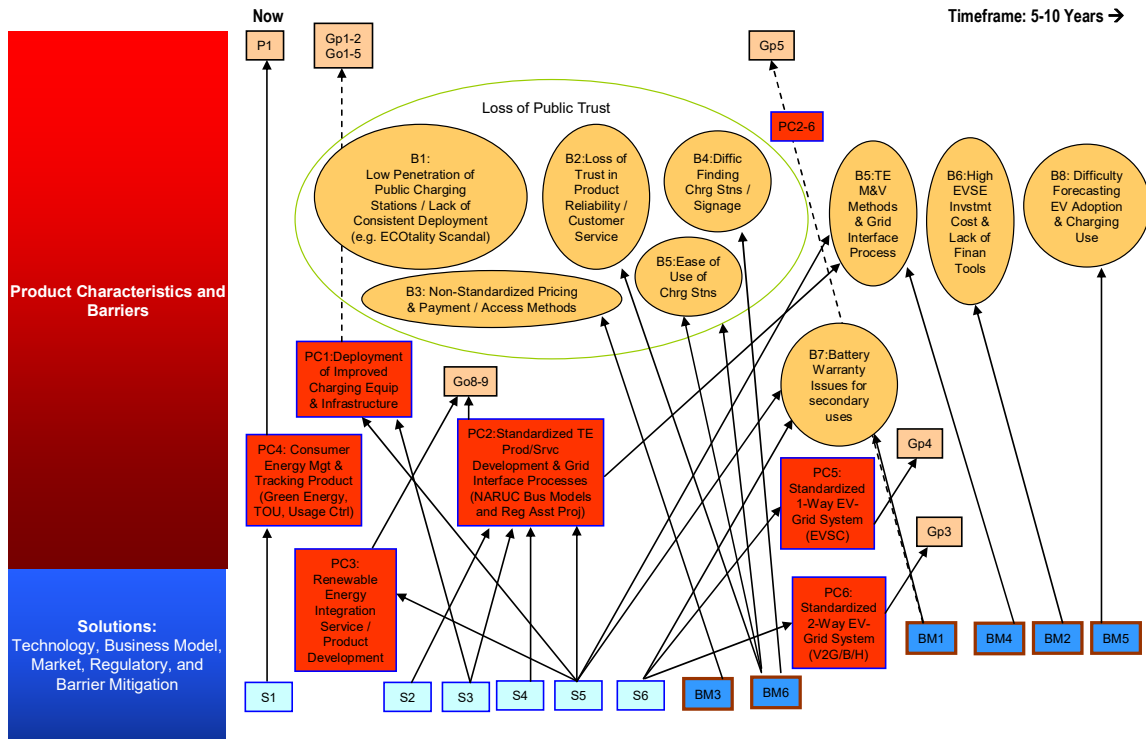 Now
Timeframe: 5-10 Years →
P1
Gp1-2
Go1-5
Gp5
Loss of Public Trust
PC2-6
B1:
Low Penetration of
Public Charging
Stations / Lack of
Consistent Deployment
(e.g. ECOtality Scandal)
B2:Loss of
Trust in
Product
Reliability /
Customer
Service
B4:Diffic
Finding
Chrg Stns /
Signage
B5:TE
M&V
Methods
& Grid
Interface
Process
B6:High
EVSE
Invstmt
Cost &
Lack of
Finan
Tools
B8: Difficulty
Forecasting
EV Adoption
& Charging
Use
B5:Ease of
Use of
Chrg Stns
B3: Non-Standardized Pricing
& Payment / Access Methods
Product Characteristics and
Barriers
PC1:Deployment
of Improved
Charging Equip
& Infrastructure
Go8-9
B7:Battery
Warranty
Issues for
secondary
uses
PC4: Consumer
Energy Mgt &
Tracking Product
(Green Energy,
TOU, Usage Ctrl)
PC2:Standardized TE
Prod/Srvc
Development & Grid
Interface Processes
(NARUC Bus Models
and Reg Asst Proj)
Gp4
PC5:
Standardized
1-Way EV-
Grid System
(EVSC)
Gp3
PC3:
Renewable
Energy
Integration
Service /
Product
Development
PC6:
Standardized
2-Way EV-
Grid System
(V2G/B/H)
Solutions:
Technology, Business Model,
Market, Regulatory, and
Barrier Mitigation
BM1
BM4
BM2
BM5
S1
S2
S3
S4
S5
S6
BM3
BM6